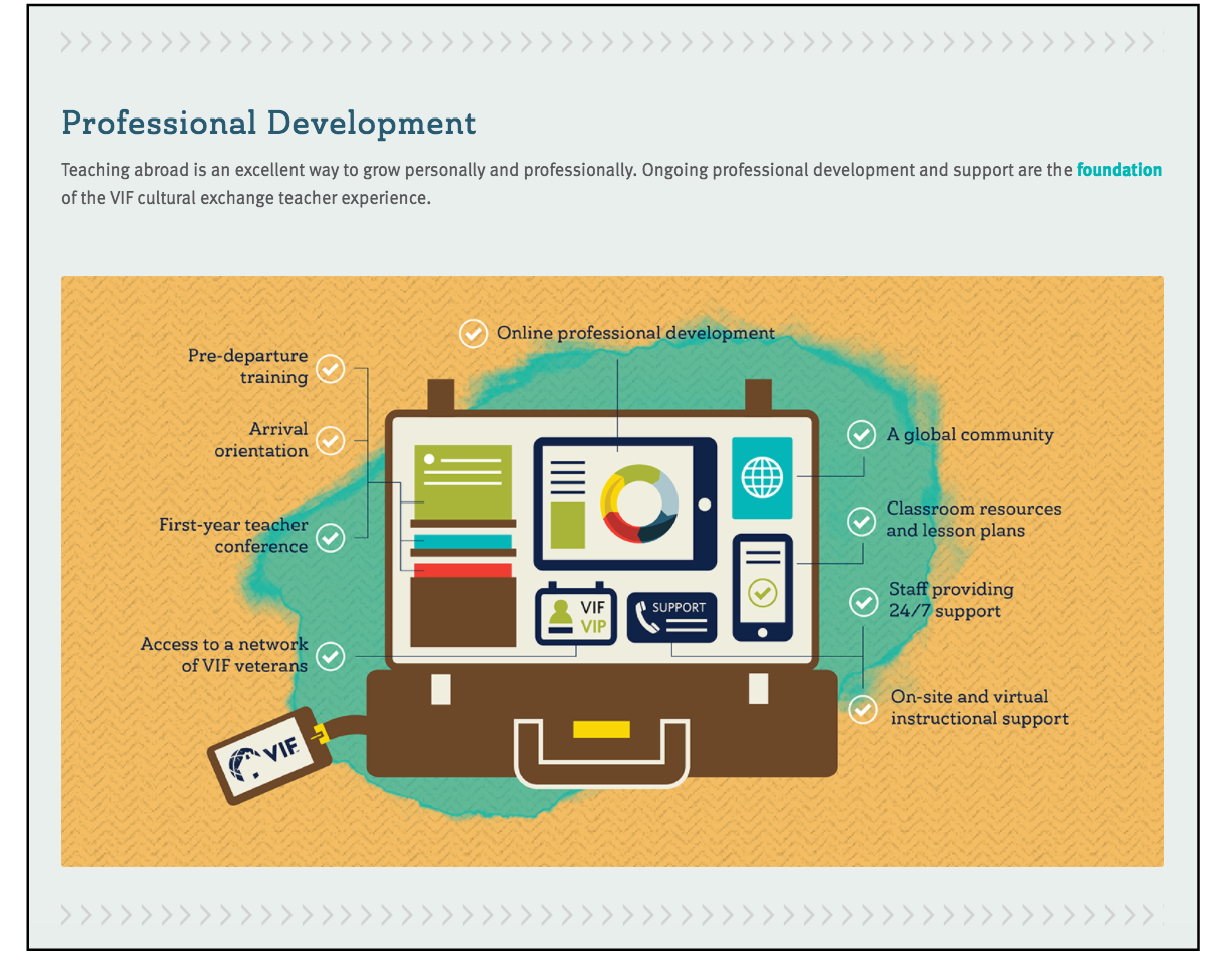 Professional Development
Teaching abroad is an excellent way to grow personally and professionally. Ongoing professional development and support are the foundation
of the VIF cultural exchange teacher experience.
Online professional development
Pre-departure
training
Arrival
orientation
First-year teacher
conference
Access to a network
of VIF veterans
A global community
Classroom resources
and lesson plans
Staff providing
24/7 support
On-site and virtual
instructional support
VIF
VIP
SUPPORT
VIF